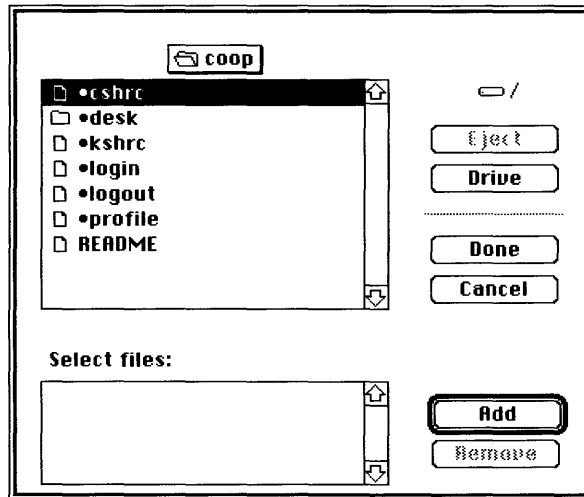 coop
•cshrc
•desk
•kshrc
•login
•logout
•profile
README
/
Eject
Drive
Done
Cancel
Select files:
Add
Remove